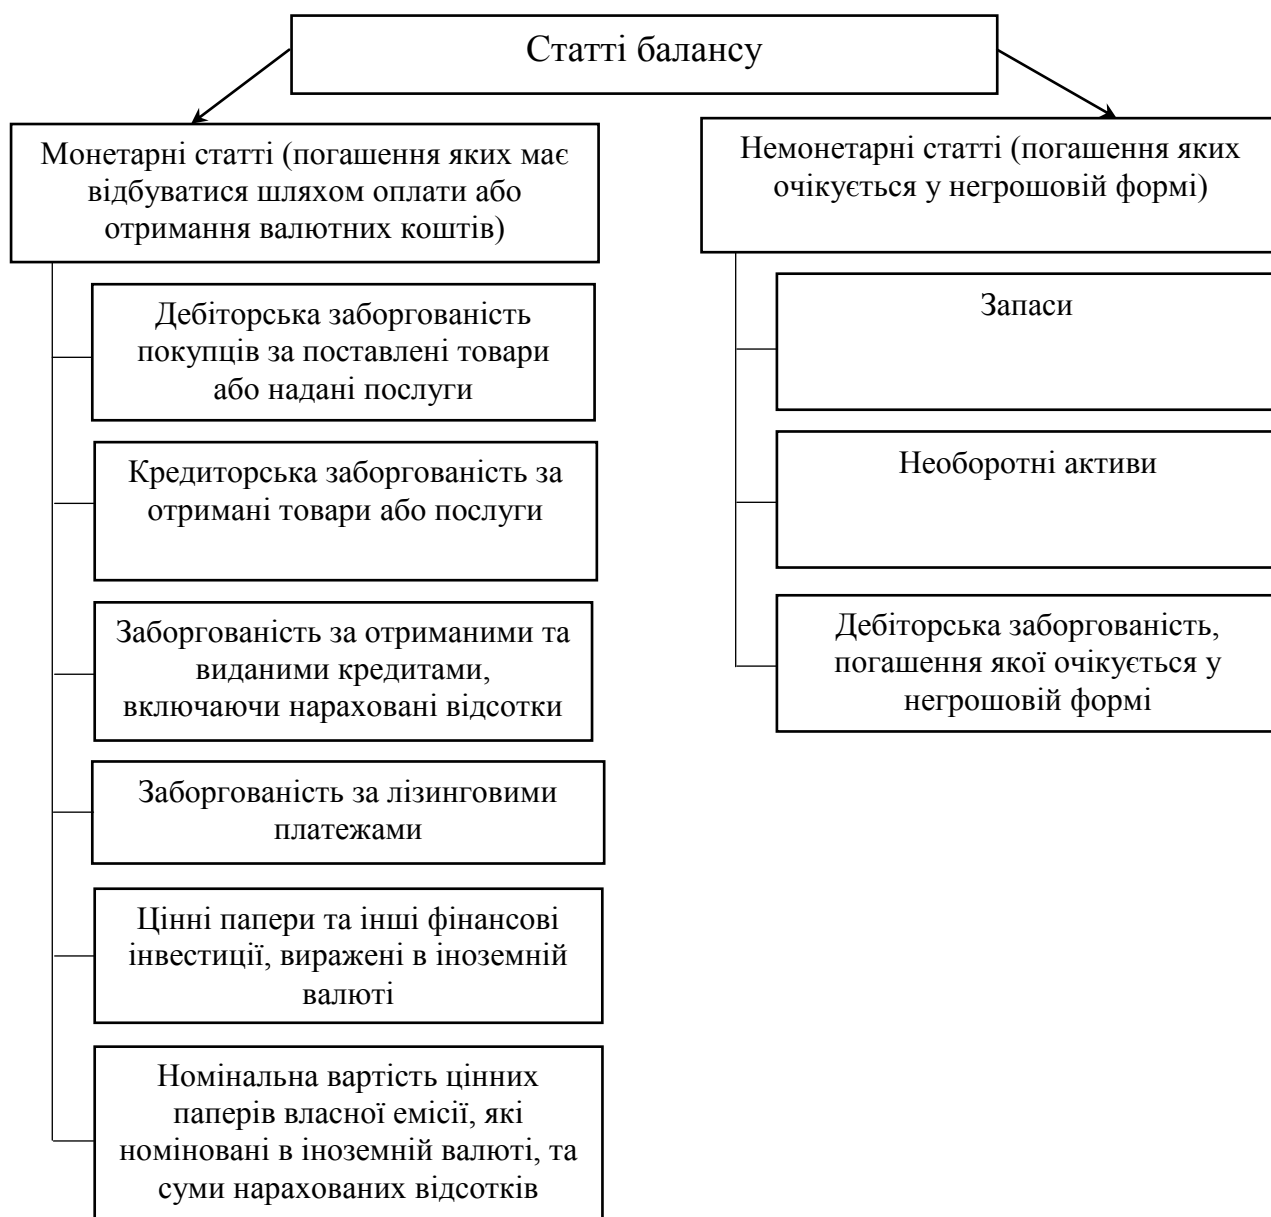 Статті балансу
Монетарні статті (погашення яких має
відбуватися шляхом оплати або
отримання валютних коштів)
Дебіторська заборгованість
покупців за поставлені товари
або надані послуги
Кредиторська заборгованість за
отримані товари або послуги
Заборгованість за отриманими та
виданими кредитами,
включаючи нараховані відсотки
Заборгованість за лізинговими
платежами
Цінні папери та інші фінансові
інвестиції, виражені в іноземній
валюті
Номінальна вартість цінних
паперів власної емісії, які
номіновані в іноземній валюті, та
суми нарахованих відсотків
Немонетарні статті (погашення яких
очікується у негрошовій формі)
Запаси
Необоротні активи
Дебіторська заборгованість,
погашення якої очікується у
негрошовій формі